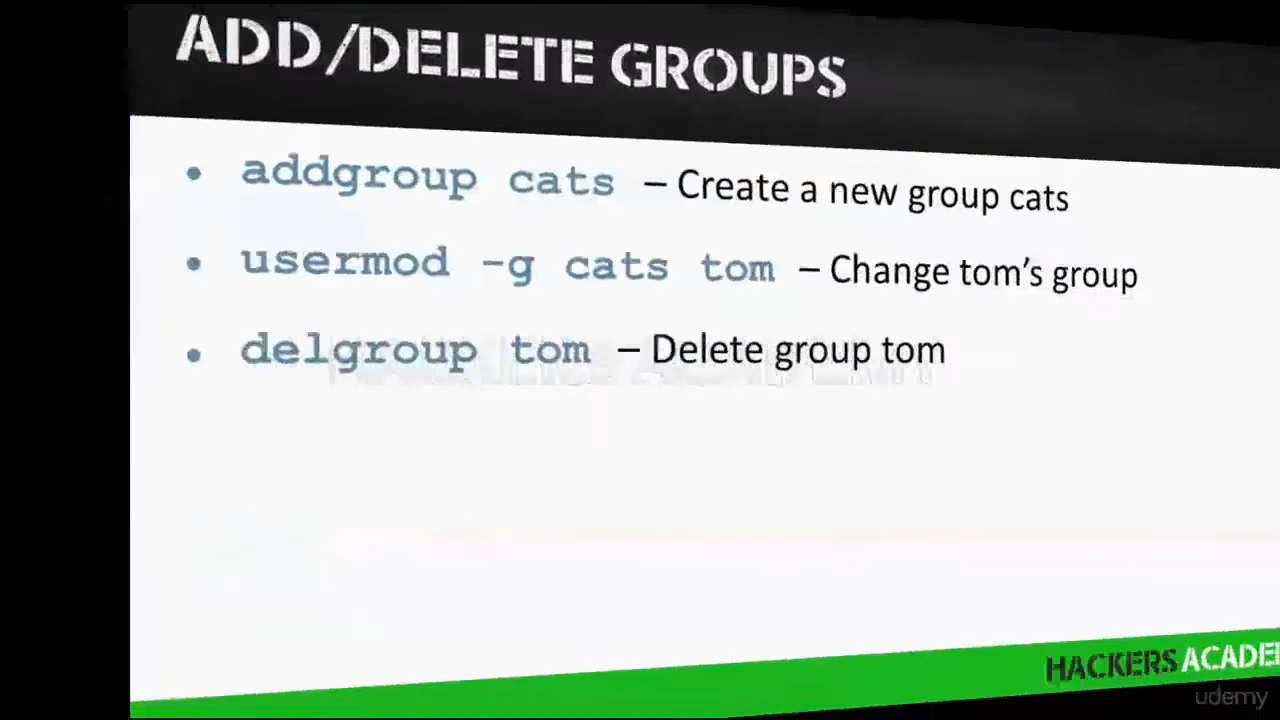 ADD/DELETE GROUPS
• addgroup cats – Create a new group cats
• usermod -g cats tom – Change tom's group
• delgroup tom – Delete group tom
HACKERS ACADE
udemy